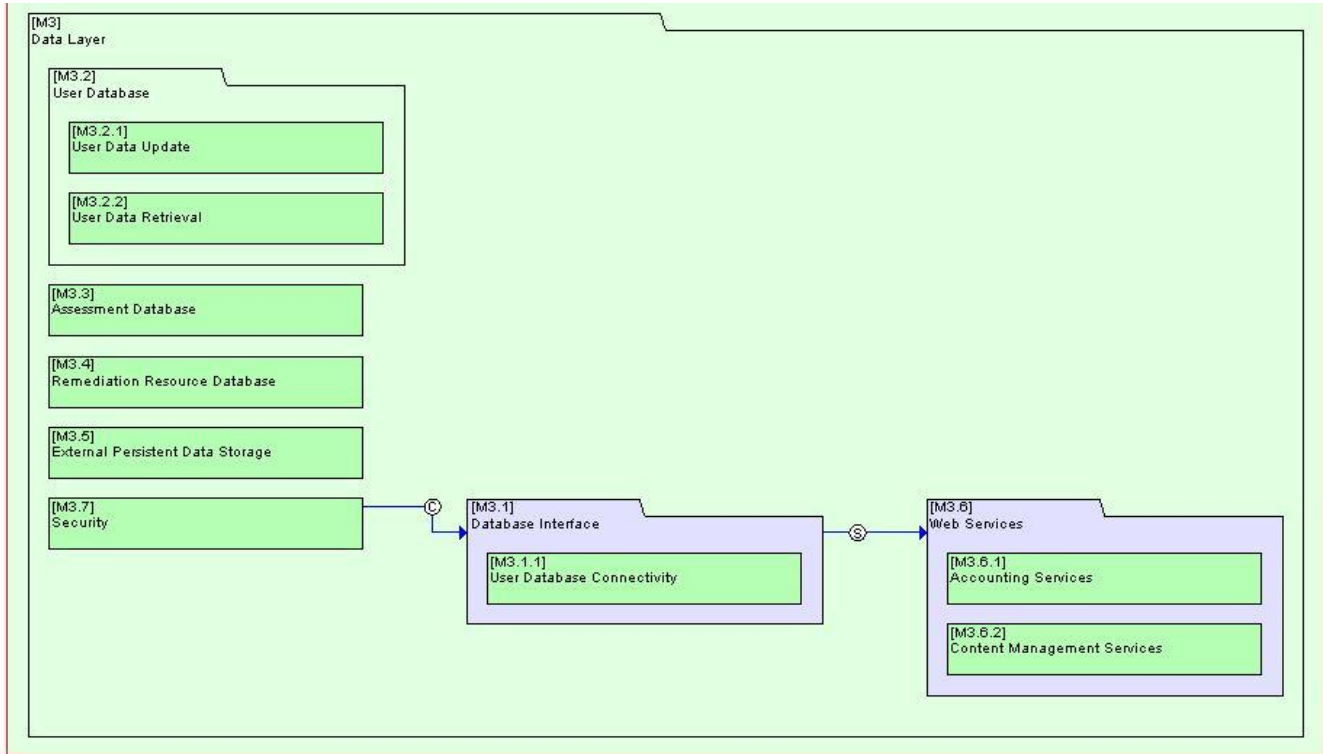 [M3]
Data Layer
[M3.2]
User Database
[M3.2.1]
User Data Update
[M3.2.2]
User Data Retrieval
[M3.3]
Assessment Database
[M3.4]
Remediation Resource Database
[M3.5]
External Persistent Data Storage
[M3.7]
Security
C
[M3.1]
Database Interface
[M3.1.1]
User Database Connectivity
S
[M3.6]
Web Services
[M3.6.1]
Accounting Services
[M3.6.2]
Content Management Services